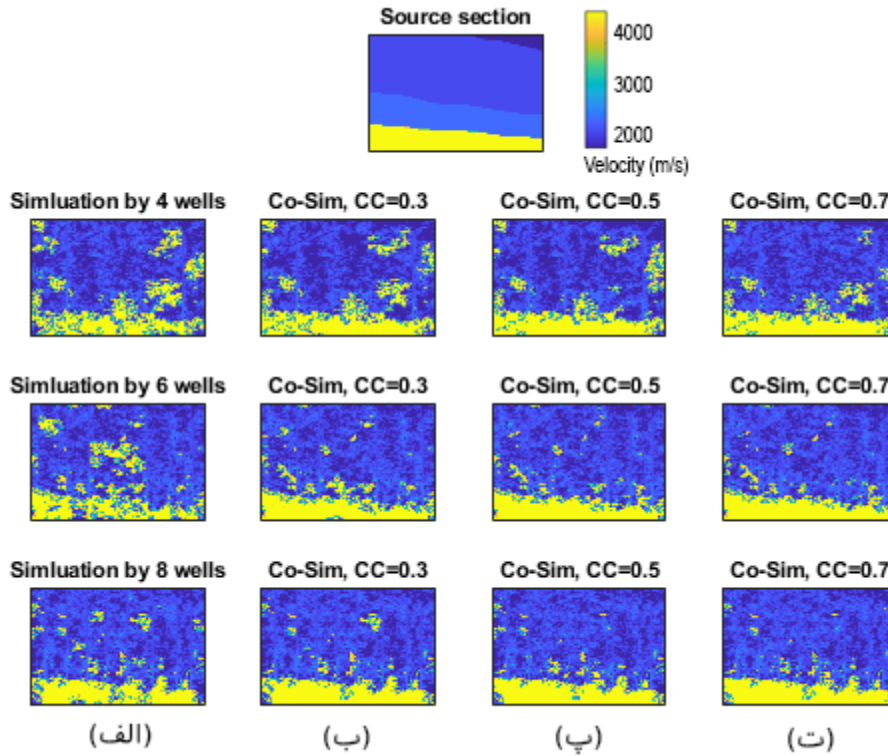 Source section
4000
3000
2000
Velocity (m/s)
Simluation by 4 wells Co-Sim, CC=0.3 Co-Sim, CC=0.5 Co-Sim, CC=0.7
Simluation by 6 wells Co-Sim, CC=0.3 Co-Sim, CC=0.5 Co-Sim, CC=0.7
Simluation by 8 wells Co-Sim, CC=0.3 Co-Sim, CC=0.5 Co-Sim, CC=0.7
(الف) (ب) (پ) (ت)